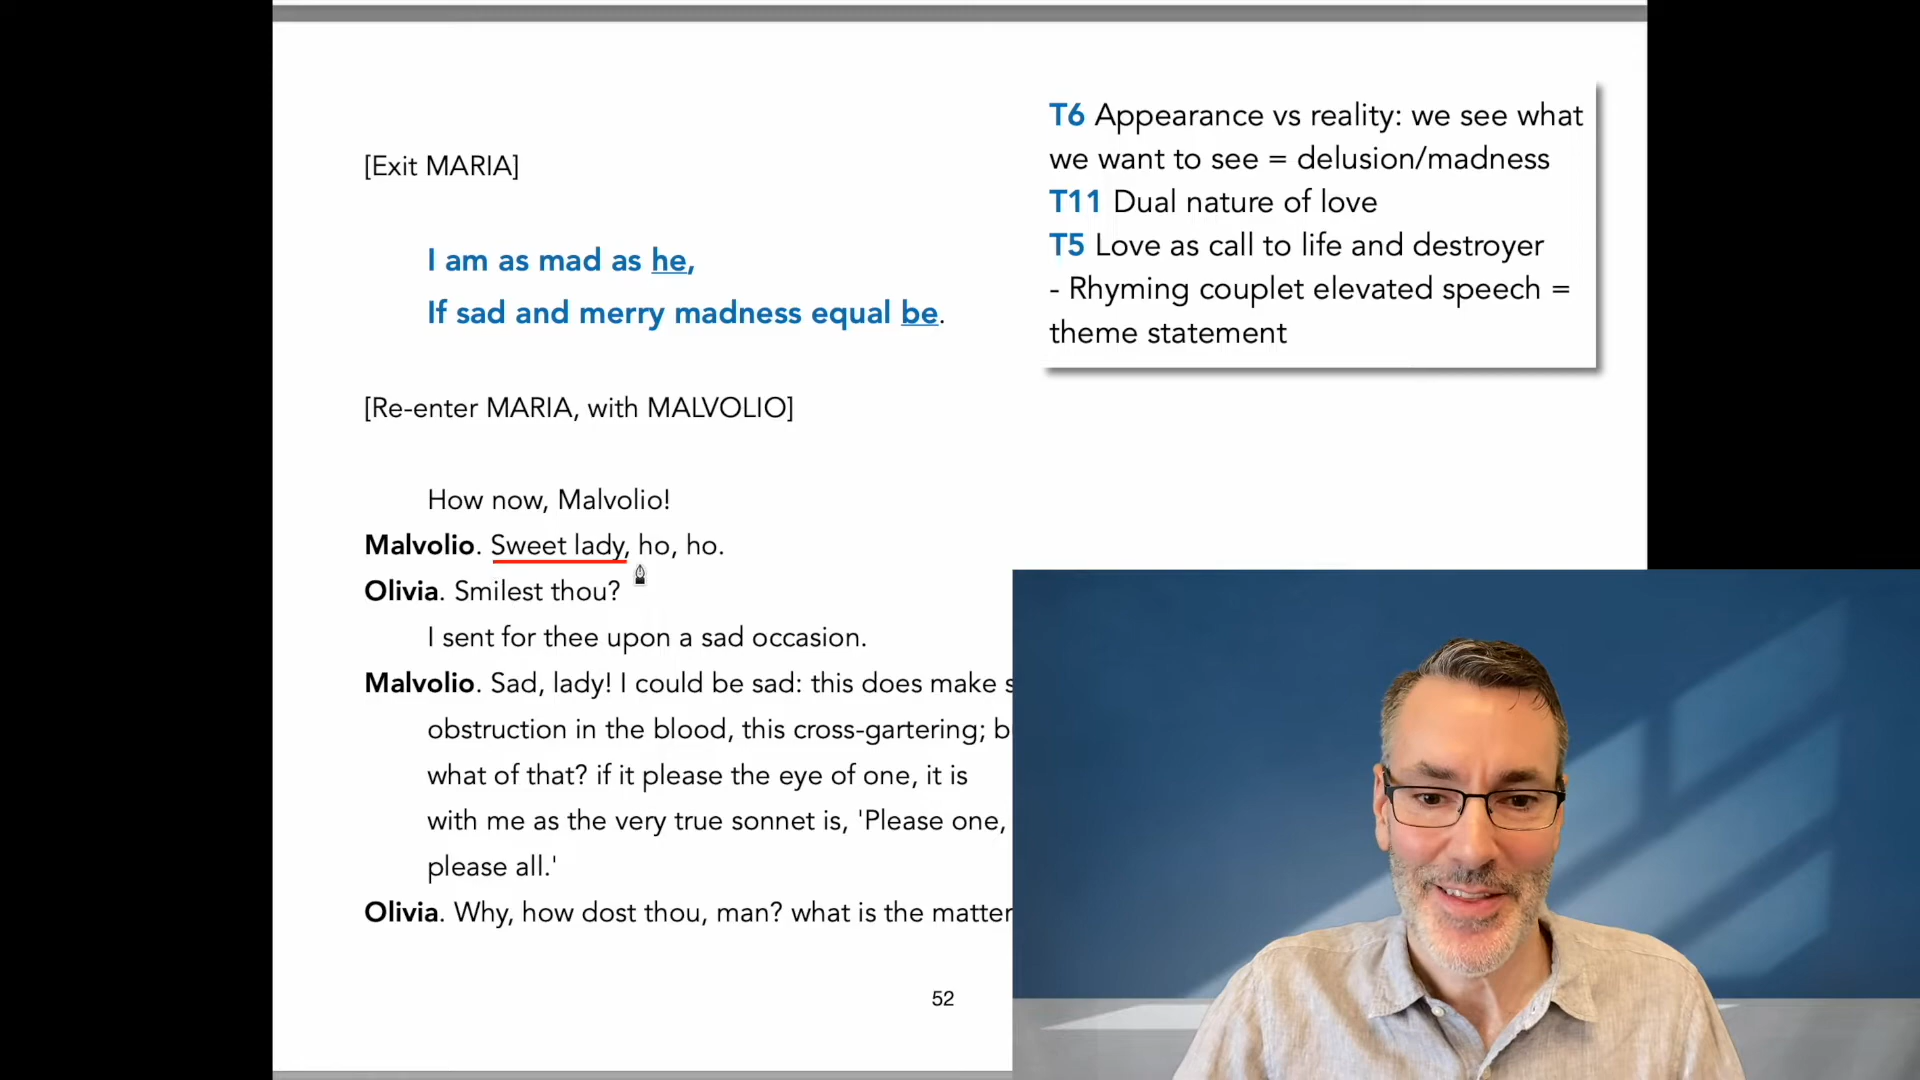 [Exit MARIA]
I am as mad as he,
If sad and merry madness equal be.
[Re-enter MARIA, with MALVOLIO]
How now, Malvolio!
Malvolio. Sweet lady, ho, ho.
Olivia. Smilest thou?
I sent for thee upon a sad occasion.
Malvolio. Sad, lady! I could be sad: this does make
obstruction in the blood, this cross-gartering;
what of that? if it please the eye of one, it is
with me as the very true sonnet is, 'Please one,
please all.'
Olivia. Why, how dost thou, man? what is the matter
52
T6 Appearance vs reality: we see what
we want to see = delusion/madness
T11 Dual nature of love
T5 Love as call to life and destroyer
- Rhyming couplet elevated speech =
theme statement